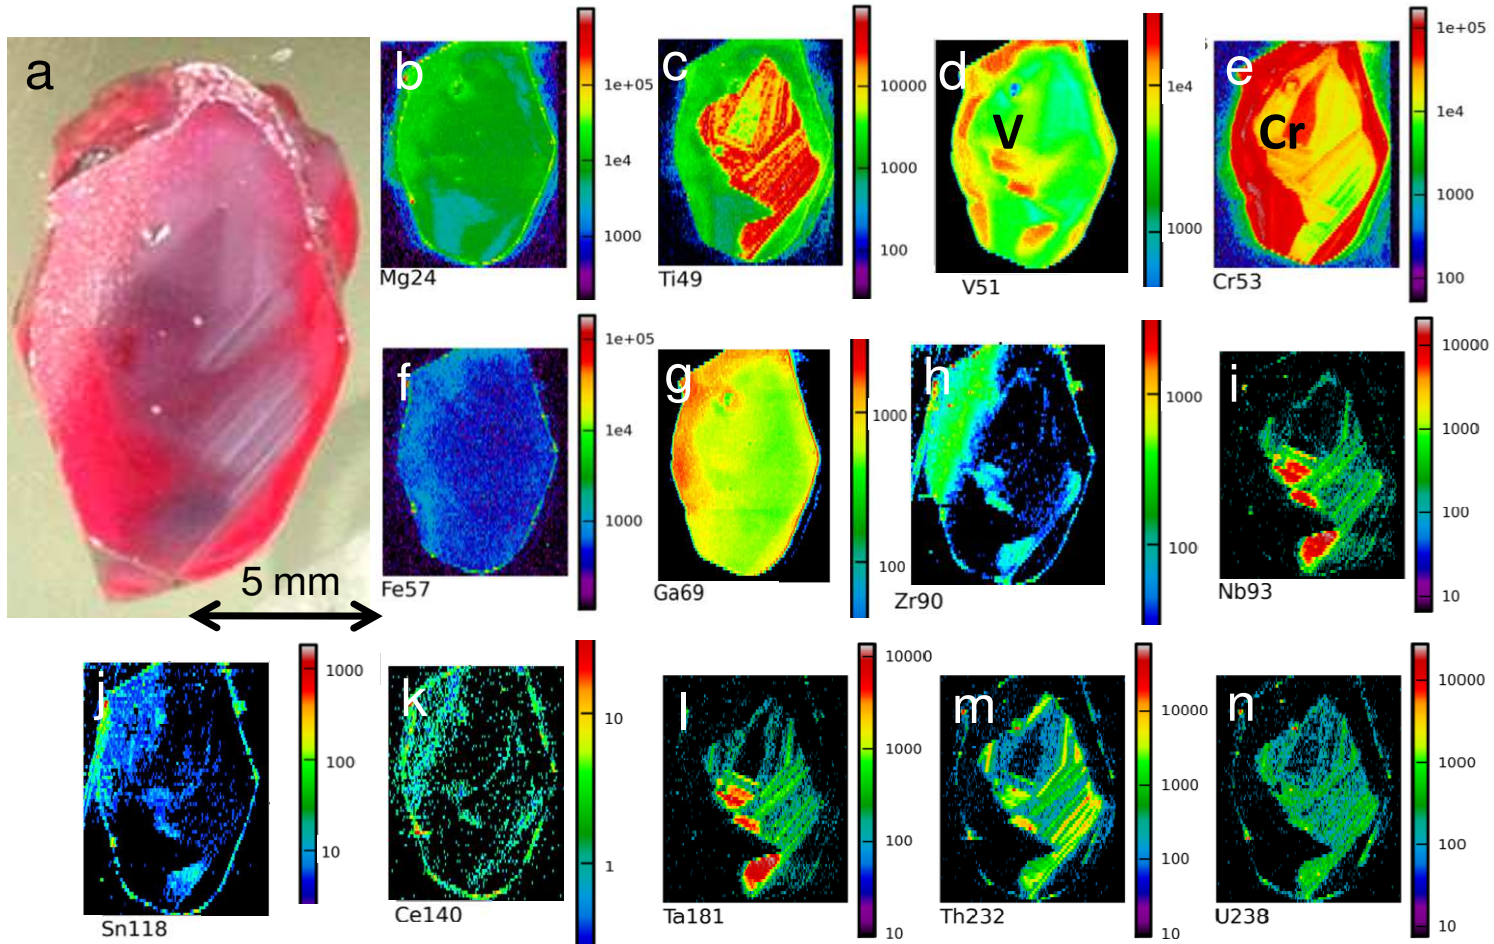 a
b
1e+05
1e4
1000
Mg24
c
10000
1000
100
Ti49
d
V
1e4
1000
V51
e
Cr
1e+05
1e4
1000
100
Cr53
5 mm
f
1e+05
1e4
1000
Fe57
g
1000
100
Ga69
h
1000
100
Zr90
i
10000
1000
100
10
Nb93
j
1000
100
10
Sn118
k
10
1
Ce140
l
10000
1000
100
10
Ta181
m
10000
1000
100
10
Th232
n
10000
1000
100
10
U238